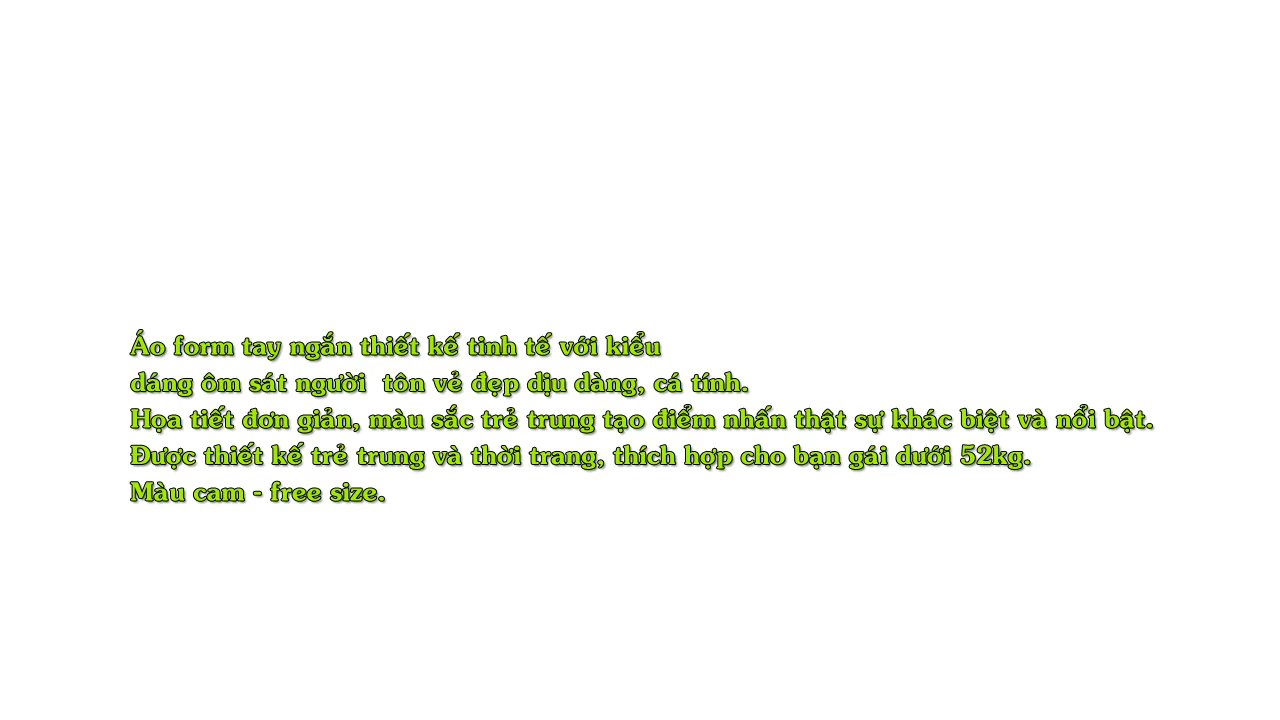 Áo form tay ngắn thiết kế tinh tế với kiểu
dáng ôm sát người  tôn vẻ đẹp dịu dàng, cá tính.
Họa tiết đơn giản, màu sắc trẻ trung tạo điểm nhấn thật sự khác biệt và nổi bật.
Được thiết kế trẻ trung và thời trang, thích hợp cho bạn gái dưới 52kg.
Màu cam - free size.